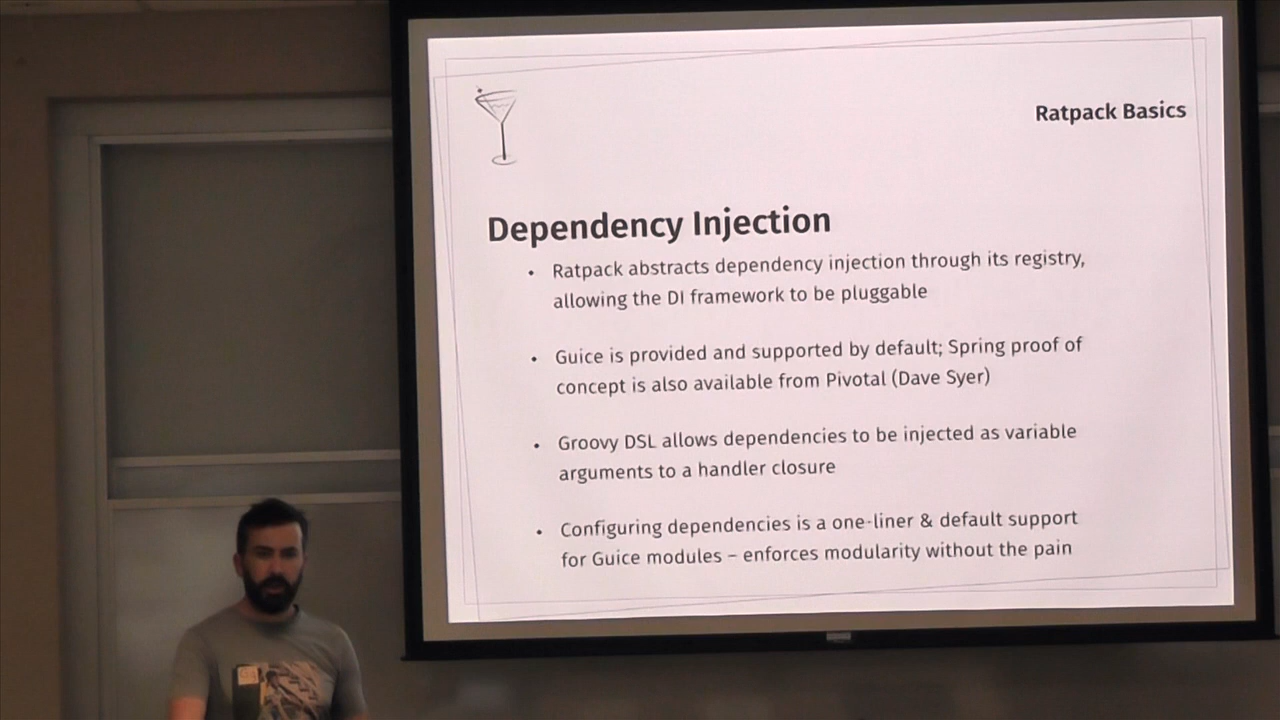 Ratpack Basics
Dependency Injection
• Ratpack abstracts dependency injection through its registry,
allowing the DI framework to be pluggable
• Guice is provided and supported by default; Spring proof of
concept is also available from Pivotal (Dave Syer)
• Groovy DSL allows dependencies to be injected as variable
arguments to a handler closure
• Configuring dependencies is a one-liner & default support
for Guice modules – enforces modularity without the pain